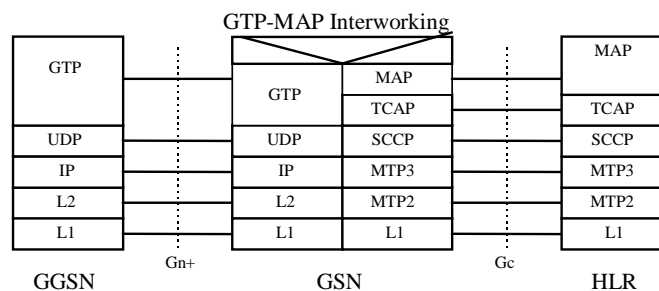 GTP-MAP Interworking
GTP MAP MAP
GTP
TCAP TCAP
UDP UDP SCCP SCCP
IP IP MTP3 MTP3
L2 L2 MTP2 MTP2
L1 L1 L1 L1
Gn+ Gc
GGSN GSN HLR